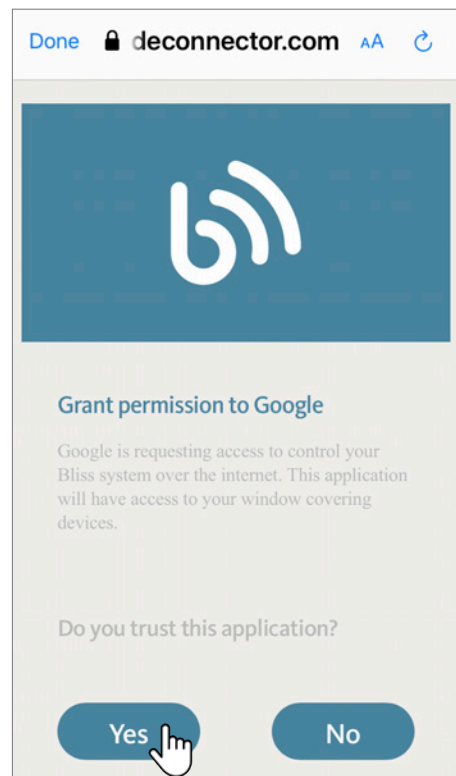 Done deconnector.com AA
Grant permission to Google
Google is requesting access to control your
Bliss system over the internet. This application
will have access to your window covering
devices.
Do you trust this application?
Yes No